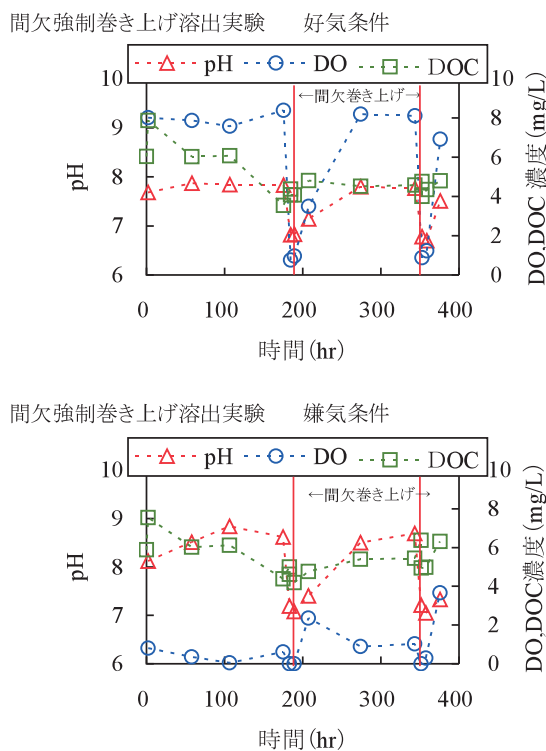 間欠強制巻き上げ溶出実験 好気条件
pH DO DOC
←間欠巻き上げ→
10
9
8
7
6
pH
10
8
6
4
2
0
DO,DOC 濃度 (mg/L)
0 100 200 300 400
時間 (hr)
間欠強制巻き上げ溶出実験 嫌気条件
pH DO DOC
←間欠巻き上げ→
10
9
8
7
6
pH
10
8
6
4
2
0
DO,DOC濃度 (mg/L)
0 100 200 300 400
時間 (hr)